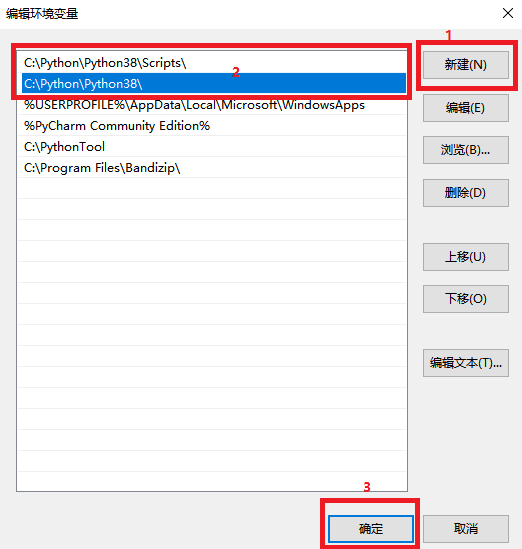 编辑环境变量
1
C:\Python\Python38\Scripts\
2
新建(N)
C:\Python\Python38\
%USERPROFILE%\AppData\Local\Microsoft\WindowsApps
编辑(E)
%PyCharm Community Edition%
C:\PythonTool
浏览(B)...
C:\Program Files\Bandizip\
删除(D)
上移(U)
下移(O)
编辑文本(T)...
3
确定
取消